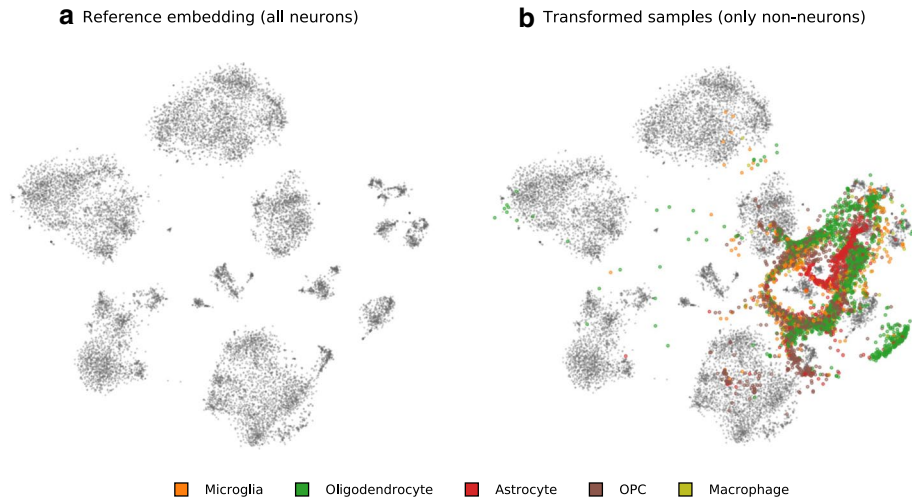 a Reference embedding (all neurons)
b Transformed samples (only non-neurons)
Microglia Oligodendrocyte Astrocyte OPC Macrophage